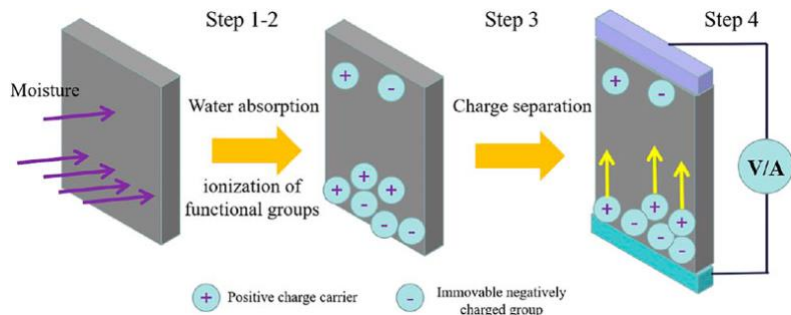 Step 1-2
Step 3
Step 4
Moisture
Water absorption
ionization of
functional groups
Charge separation
+
-
+
+
+
-
-
-
+
-
+
-
+
-
+
-
V/A
+ Positive charge carrier
- Immovable negatively
charged group